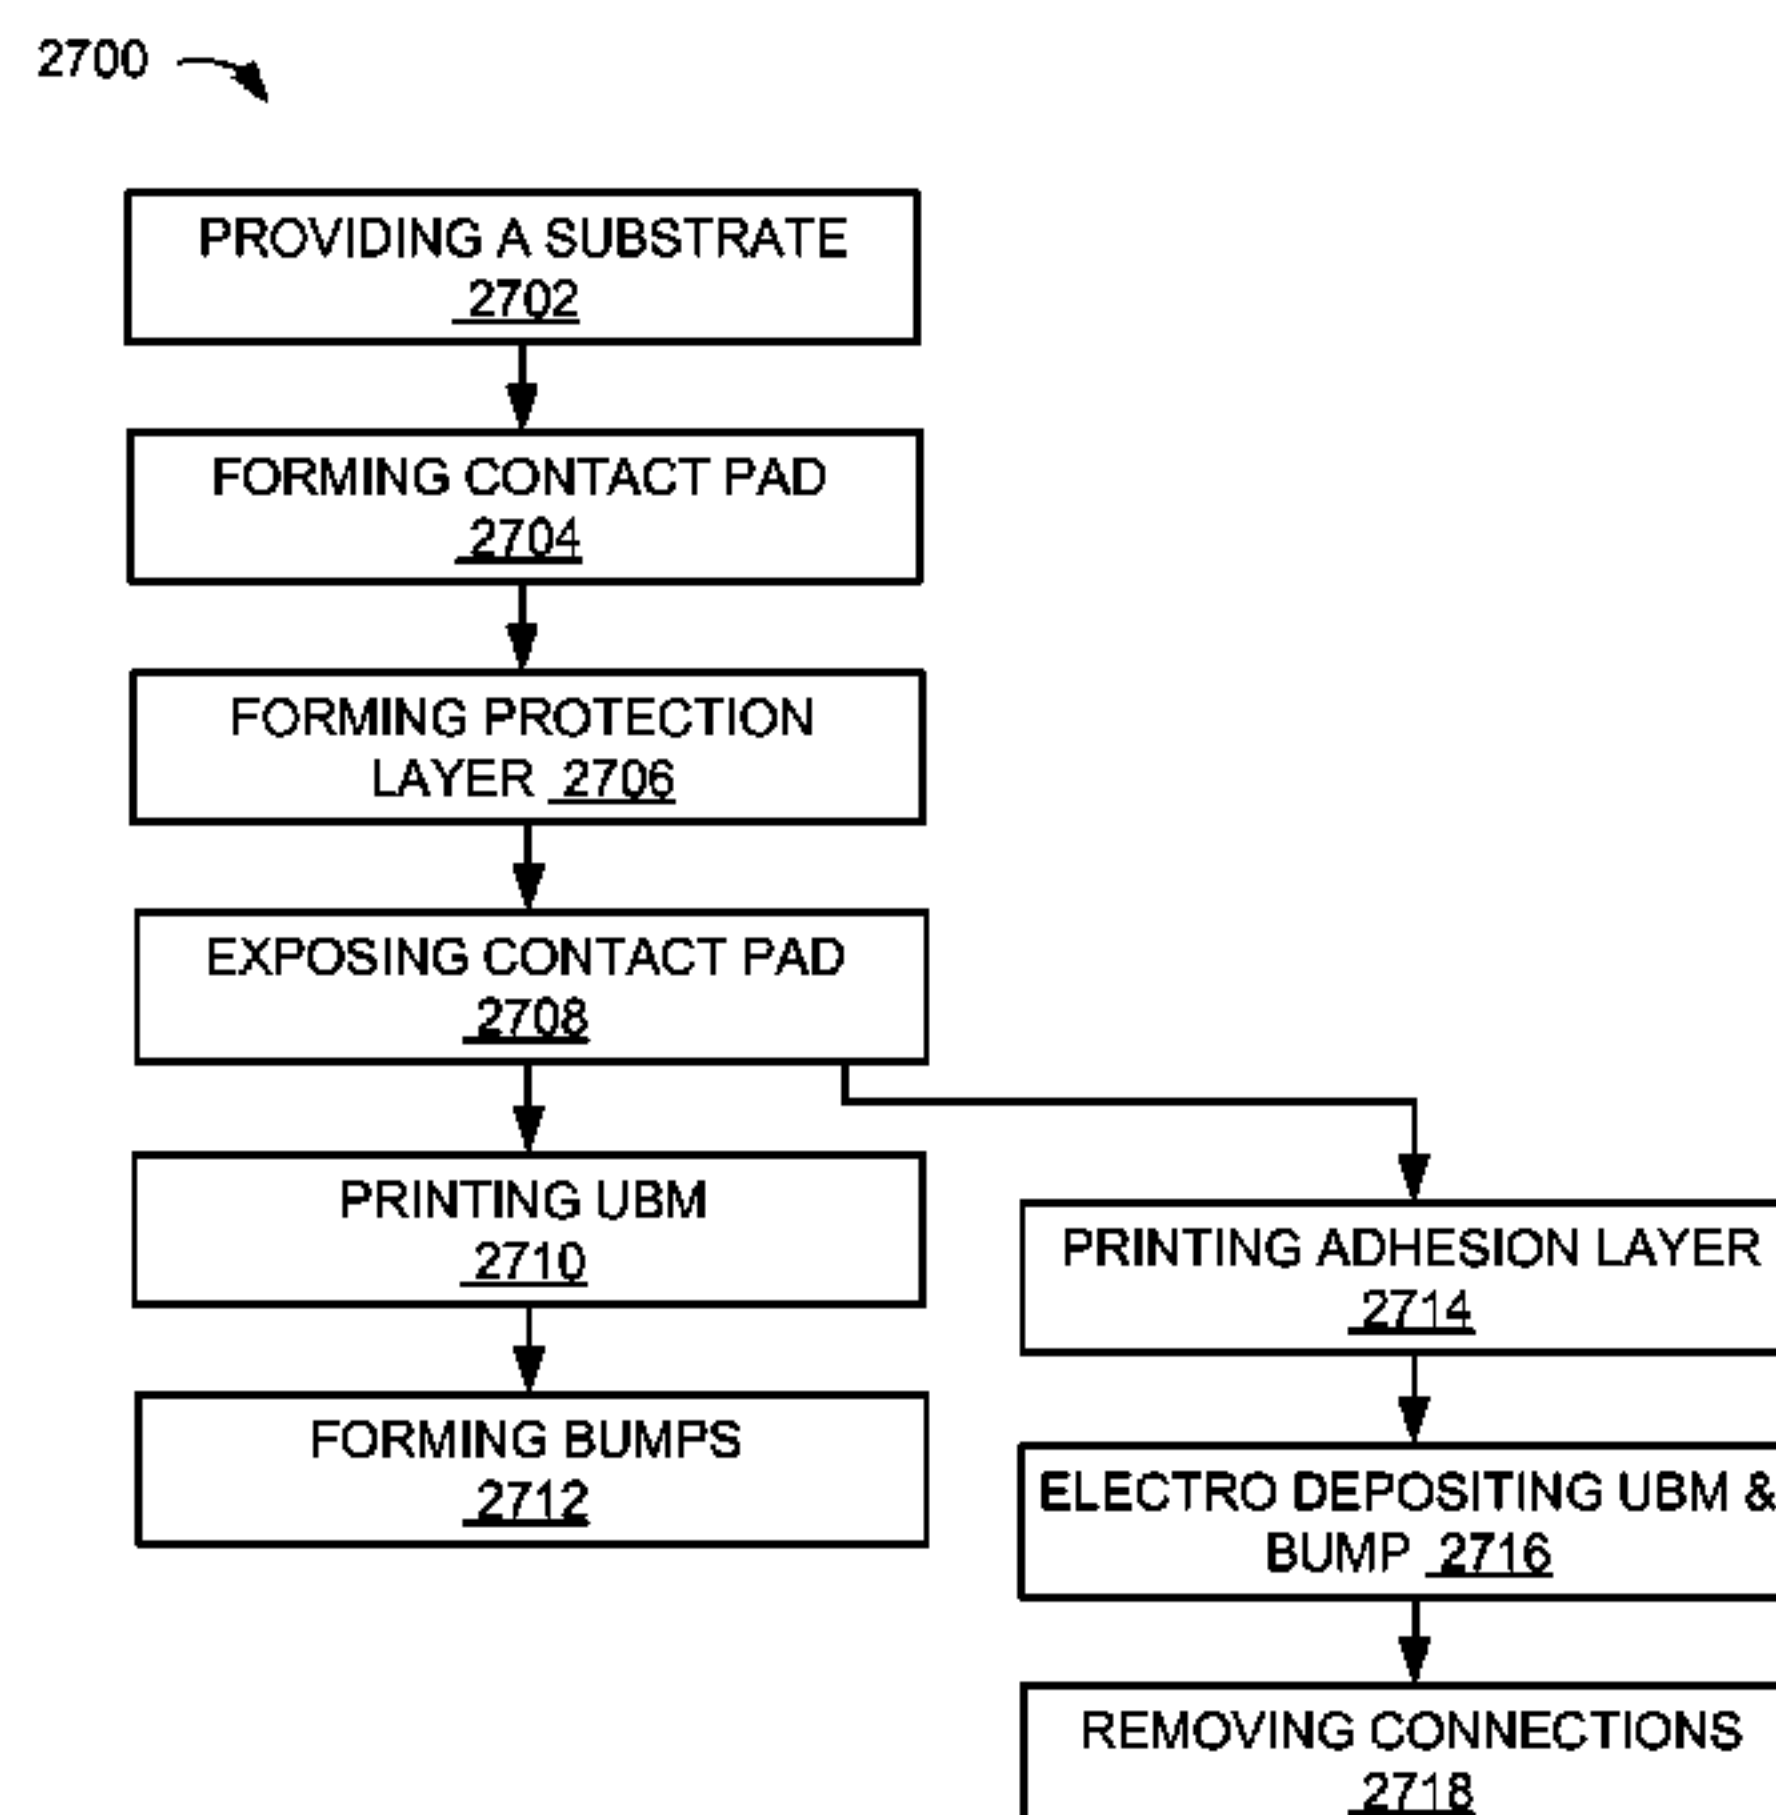 2700
PROVIDING A SUBSTRATE
2702
FORMING CONTACT PAD
2704
FORMING PROTECTION
LAYER 2706
EXPOSING CONTACT PAD
2708
PRINTING UBM
2710
FORMING BUMPS
2712
PRINTING ADHESION LAYER
2714
ELECTRO DEPOSITING UBM &
BUMP 2716
REMOVING CONNECTIONS
2718